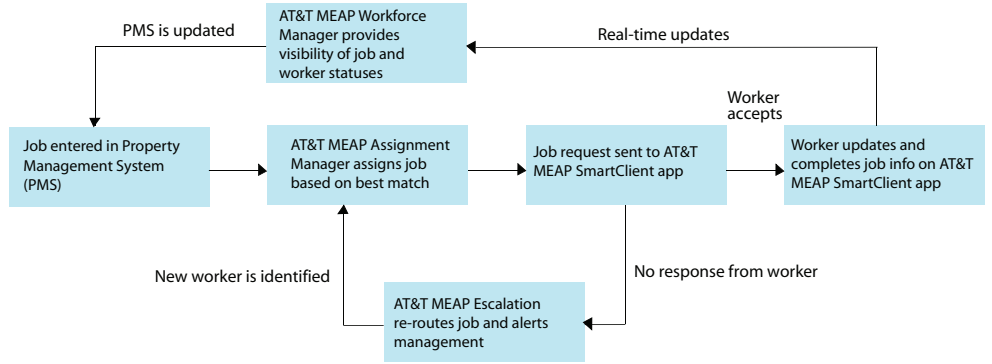 AT&T MEAP Workforce
Manager provides
visibility of job and
worker statuses
PMS is updated
Real-time updates
Job entered in Property
Management System
(PMS)
AT&T MEAP Assignment
Manager assigns job
based on best match
Job request sent to AT&T
MEAP SmartClient app
Worker
accepts
Worker updates and
completes job info on AT&T
MEAP SmartClient app
New worker is identified
No response from worker
AT&T MEAP Escalation
re-routes job and alerts
management